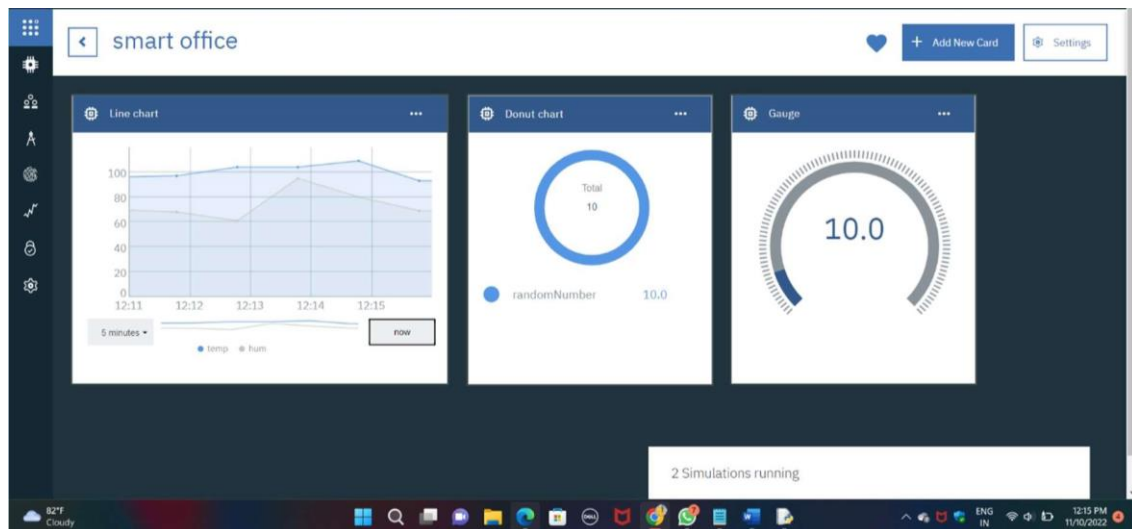 smart office
+ Add New Card
Settings
Line chart
100
80
60
40
20
0
12:11 12:12 12:13 12:14 12:15
5 minutes
now
temp hum
Donut chart
Total
10
randomNumber 10.0
Gauge
10.0
2 Simulations running
82°F
Cloudy
DELL
ENG
IN
12:15 PM
11/10/2022
4